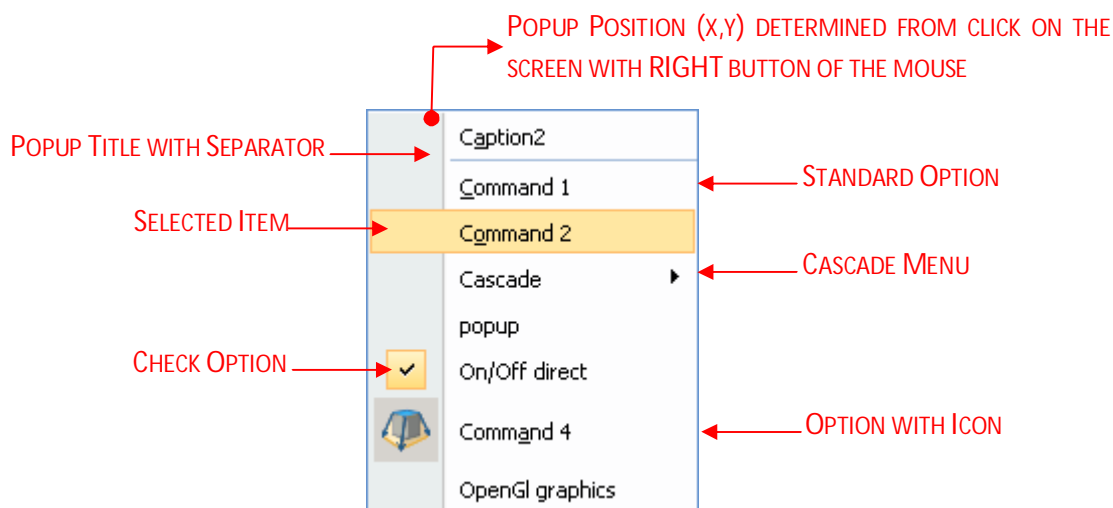 POPUP POSITION (X,Y) DETERMINED FROM CLICK ON THE
SCREEN WITH RIGHT BUTTON OF THE MOUSE
Caption2
POPUP TITLE WITH SEPARATOR
Command 1
STANDARD OPTION
SELECTED ITEM
Command 2
Cascade
CASCADE MENU
popup
CHECK OPTION
On/Off direct
Command 4
OPTION WITH ICON
OpenGl graphics